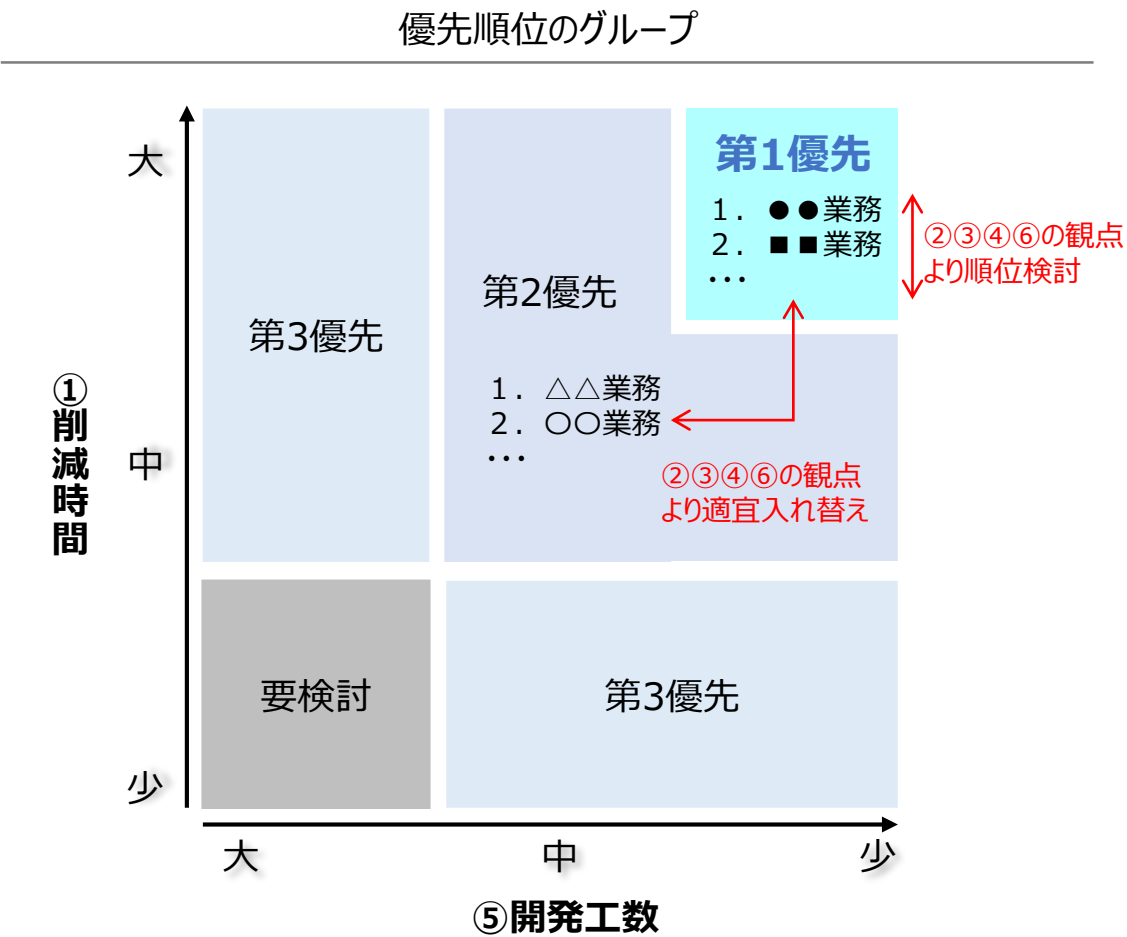 優先順位のグループ
大
中
少
①
削
減
時
間
第1優先
１. ●●業務
２. ■■業務
・・・
②③④⑥の観点
より順位検討
第2優先
１. △△業務
２. 〇〇業務
・・・
②③④⑥の観点
より適宜入れ替え
第3優先
要検討
第3優先
大
中
少
⑤開発工数